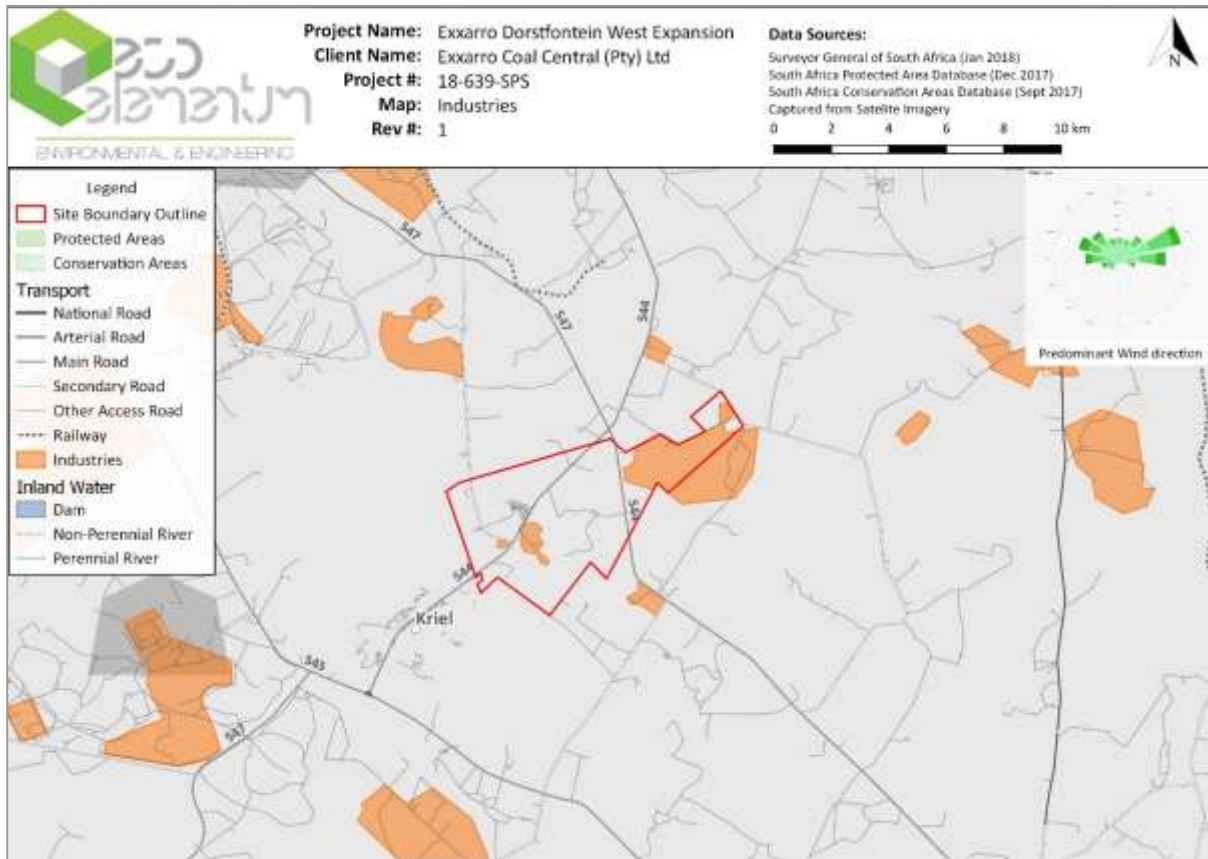 eco
elementum
ENVIRONMENTAL & ENGINEERING
Project Name: Exxarro Dorstfontein West Expansion
Client Name: Exxarro Coal Central (Pty) Ltd
Project #: 18-639-SPS
Map: Industries
Rev #: 1
Data Sources:
Surveyor General of South Africa (Jan 2018)
South Africa Protected Area Database (Dec 2017)
South Africa Conservation Areas Database (Sept 2017)
Captured from Satellite Imagery
0 2 4 6 8 10 km
N
Legend
Site Boundary Outline
Protected Areas
Conservation Areas
Transport
National Road
Arterial Road
Main Road
Secondary Road
Other Access Road
Railway
Industries
Inland Water
Dam
Non-Perennial River
Perennial River
Predominant Wind direction
547
547
544
547
544
Kriel
545
547